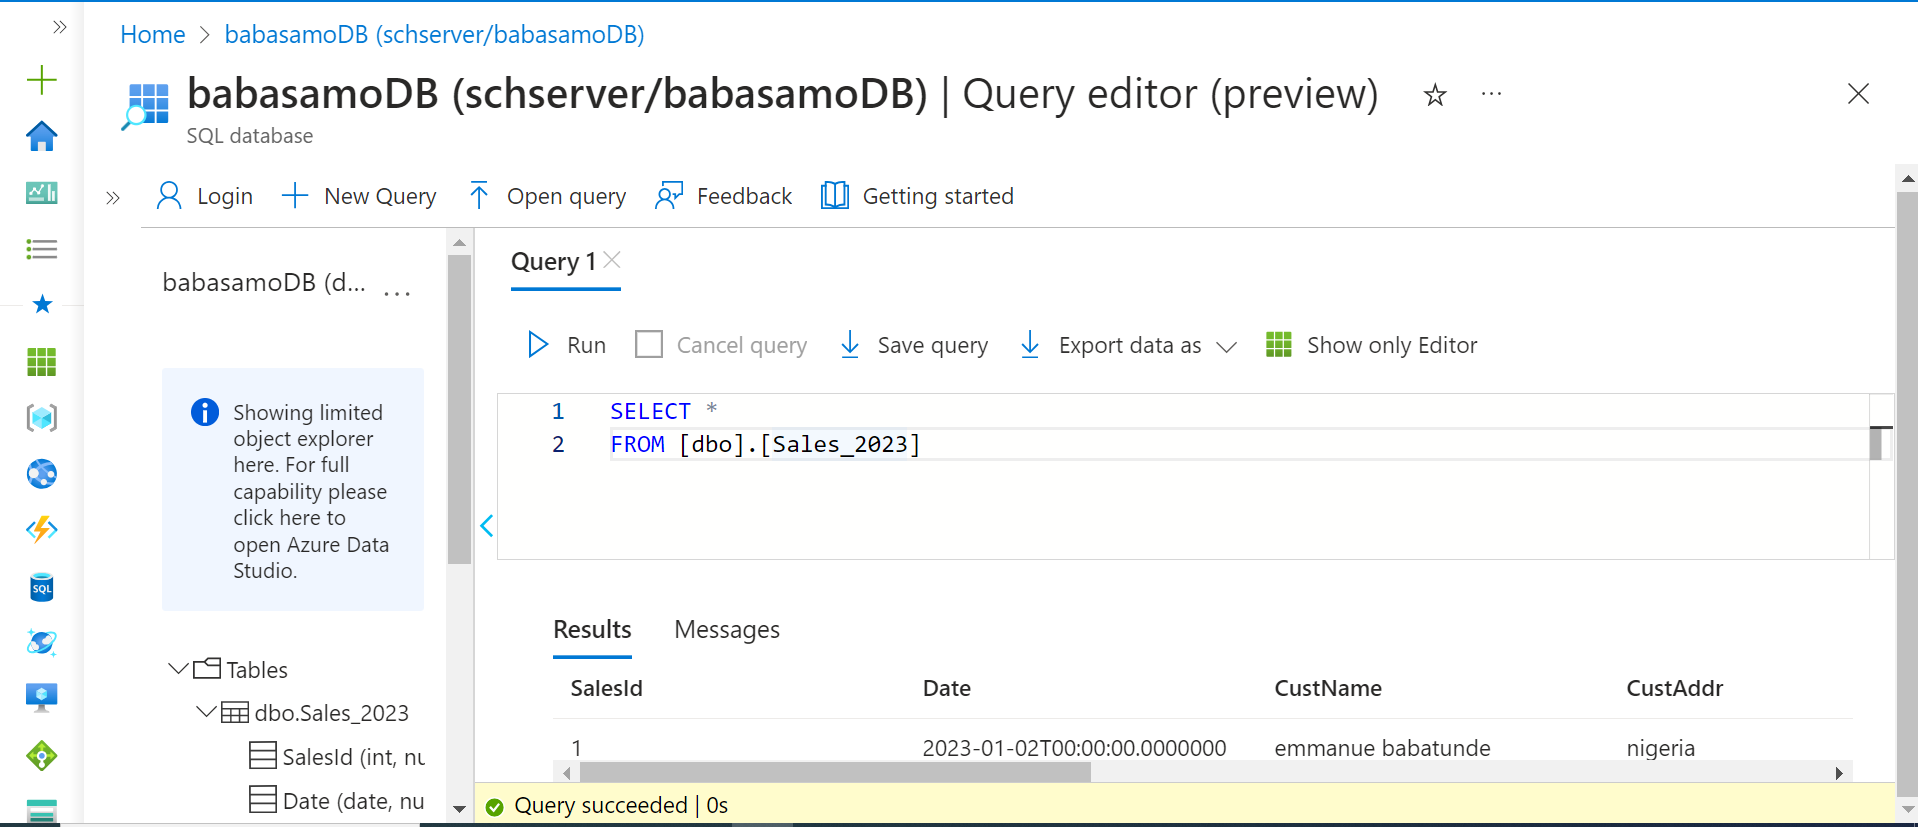 Home > babasamoDB (schserver/babasamoDB)
babasamoDB (schserver/babasamoDB) | Query editor (preview)
SQL database
Login
New Query
Open query
Feedback
Getting started
babasamoDB (d...
Showing limited
object explorer
here. For full
capability please
click here to
open Azure Data
Studio.
Tables
dbo.Sales_2023
SalesId (int, nu
Date (date, nu
Query 1
Run
Cancel query
Save query
Export data as
Show only Editor
1 SELECT *
2 FROM [dbo].[Sales_2023]
Results
Messages
SalesId Date CustName CustAddr
1 2023-01-02T00:00:00.0000000 emmanue babatunde nigeria
Query succeeded | 0s
SQL